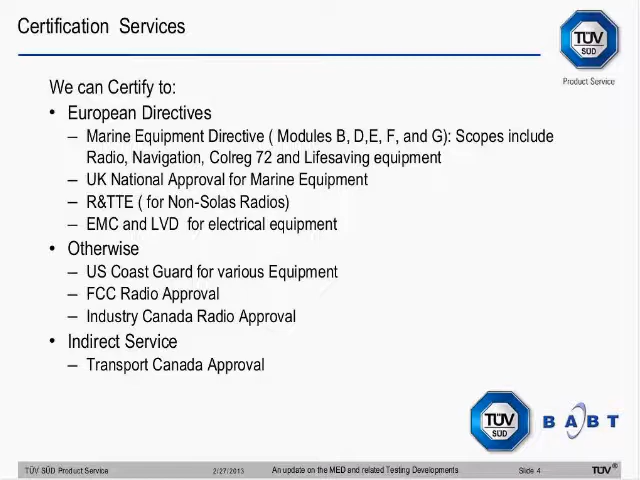 Certification Services
TÜV
SÜD
Product Service
We can Certify to:
• European Directives
– Marine Equipment Directive ( Modules B, D,E, F, and G): Scopes include
Radio, Navigation, Colreg 72 and Lifesaving equipment
– UK National Approval for Marine Equipment
– R&TTE ( for Non-Solas Radios)
– EMC and LVD for electrical equipment
• Otherwise
– US Coast Guard for various Equipment
– FCC Radio Approval
– Industry Canada Radio Approval
• Indirect Service
– Transport Canada Approval
TÜV
SÜD
BABT
TÜV SÜD Product Service 2/27/2013 An update on the MED and related Testing Developments Slide 4 TÜV®